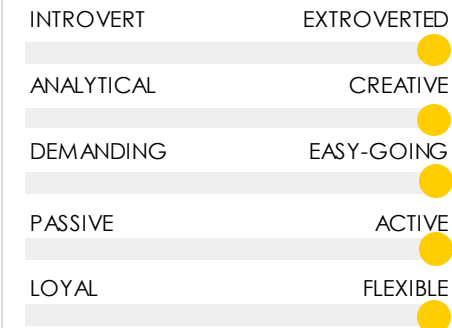 INTROVERT EXTROVERTED
ANALYTICAL CREATIVE
DEMANDING EASY-GOING
PASSIVE ACTIVE
LOYAL FLEXIBLE